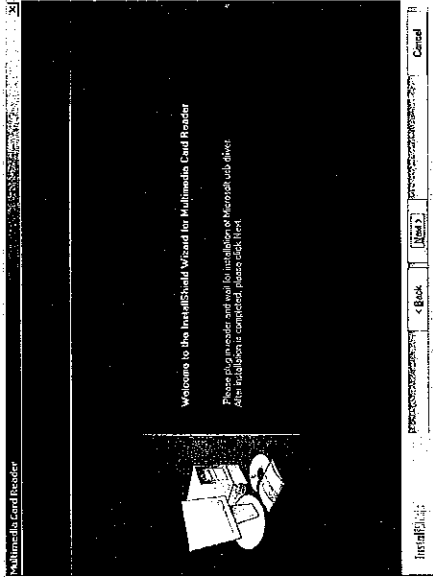 Multimedia Card Reader
Welcome to the InstallShield Wizard for Multimedia Card Reader
Please plug in reader and wait for installation of Microsoft usb driver.
After installation is completed, please click Next.
InstallShield
< Back
Next >
Cancel